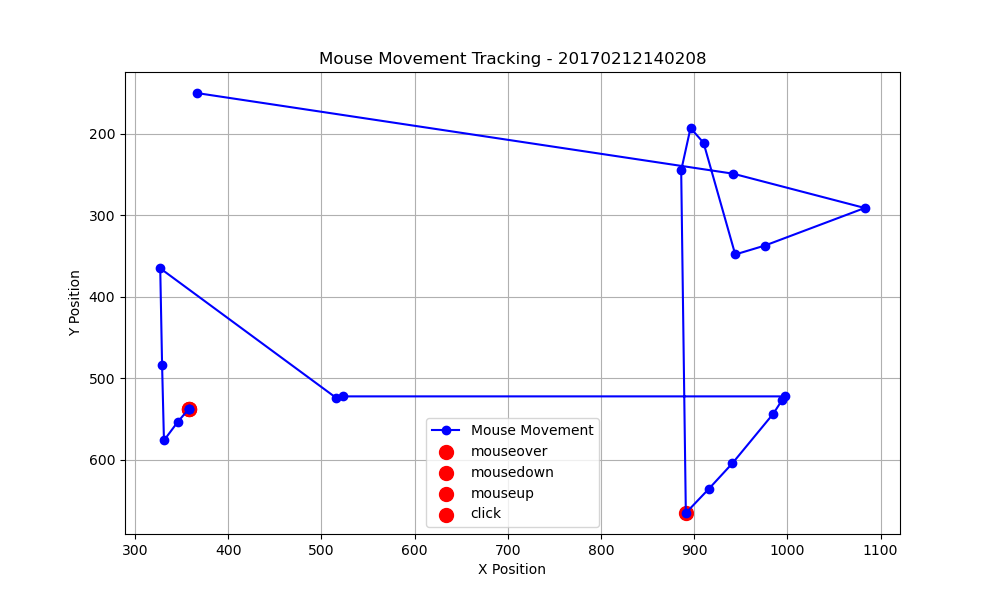 Mouse Movement Tracking - 20170212140208
Y Position
200
300
400
500
600
Mouse Movement
mouseover
mousedown
mouseup
click
300 400 500 600 700 800 900 1000 1100
X Position